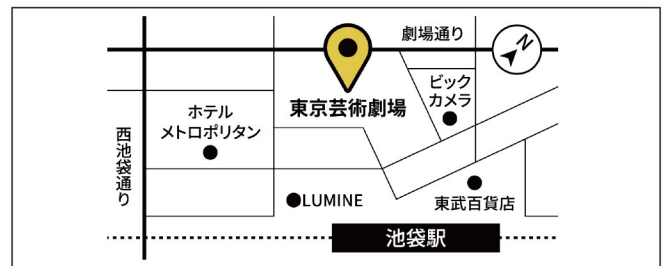 劇場通り
N
ビック
カメラ
東京芸術劇場
ホテル
メトロポリタン
西池袋通り
LUMINE
東武百貨店
池袋駅